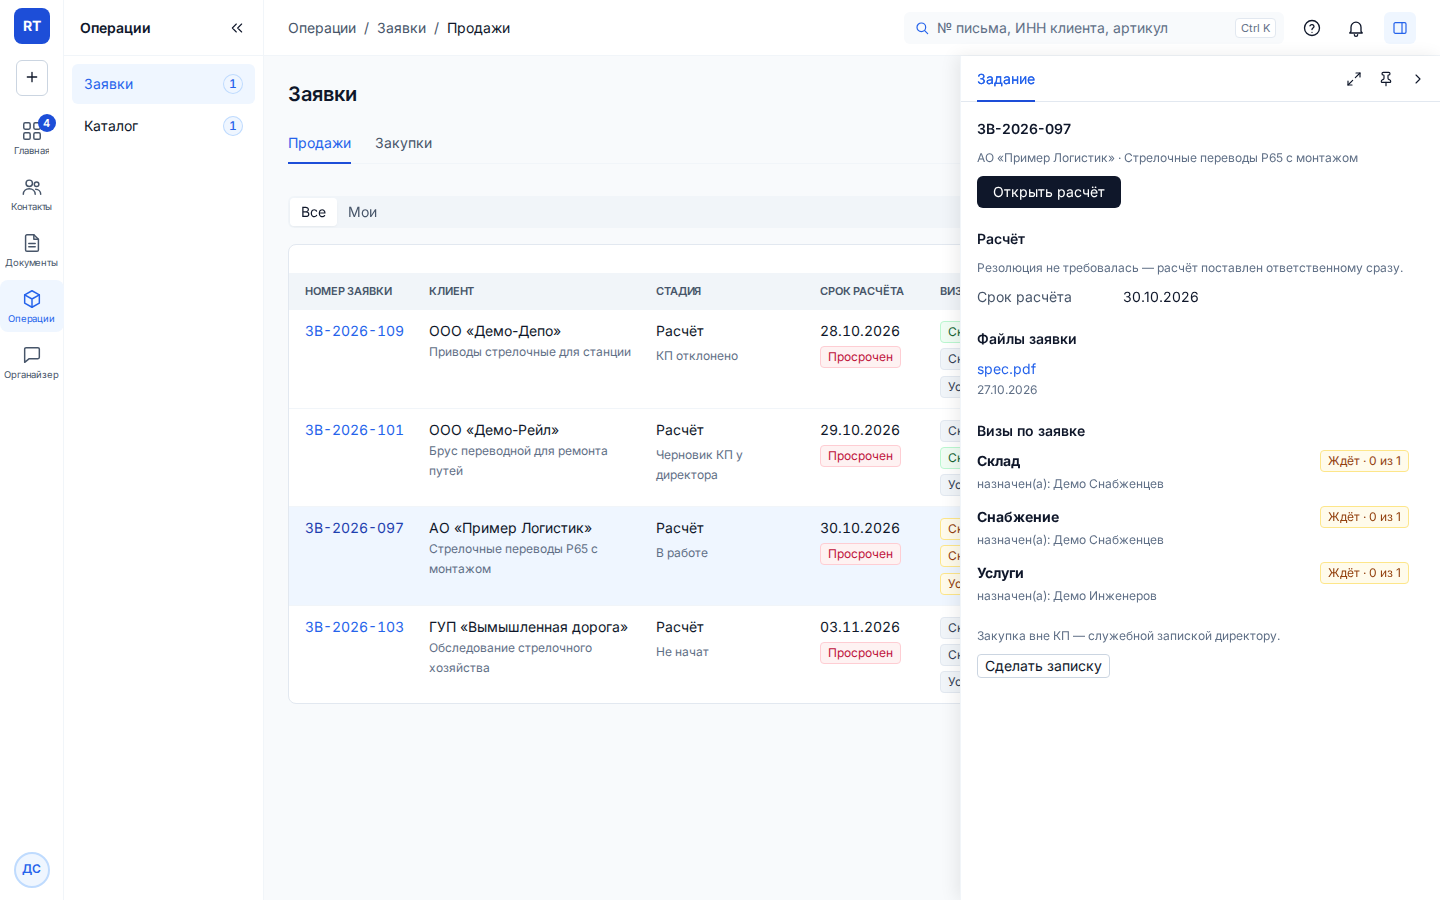 RT
Операции
Операции / Заявки / Продажи
№ письма, ИНН клиента, артикул
Ctrl K
4
Главная
Контакты
Документы
Операции
Органайзер
ДС
Заявки 1
Каталог 1
Заявки
Продажи Закупки
Все Мои
НОМЕР ЗАЯВКИ КЛИЕНТ СТАДИЯ СРОК РАСЧЁТА
ЗВ-2026-109 ООО «Демо-Депо» Расчёт 28.10.2026
Приводы стрелочные для станции КП отклонено Просрочен
ЗВ-2026-101 ООО «Демо-Рейл» Расчёт 29.10.2026
Брус переводной для ремонта Черновик КП у Просрочен
путей директора
ЗВ-2026-097 АО «Пример Логистик» Расчёт 30.10.2026
Стрелочные переводы Р65 с В работе Просрочен
монтажом
ЗВ-2026-103 ГУП «Вымышленная дорога» Расчёт 03.11.2026
Обследование стрелочного Не начат Просрочен
хозяйства
Задание
ЗВ-2026-097
АО «Пример Логистик» · Стрелочные переводы Р65 с монтажом
Открыть расчёт
Расчёт
Резолюция не требовалась — расчёт поставлен ответственному сразу.
Срок расчёта 30.10.2026
Файлы заявки
spec.pdf
27.10.2026
Визы по заявке
Склад Ждёт · 0 из 1
назначен(а): Демо Снабженцев
Снабжение Ждёт · 0 из 1
назначен(а): Демо Снабженцев
Услуги Ждёт · 0 из 1
назначен(а): Демо Инженеров
Закупка вне КП — служебной запиской директору.
Сделать записку